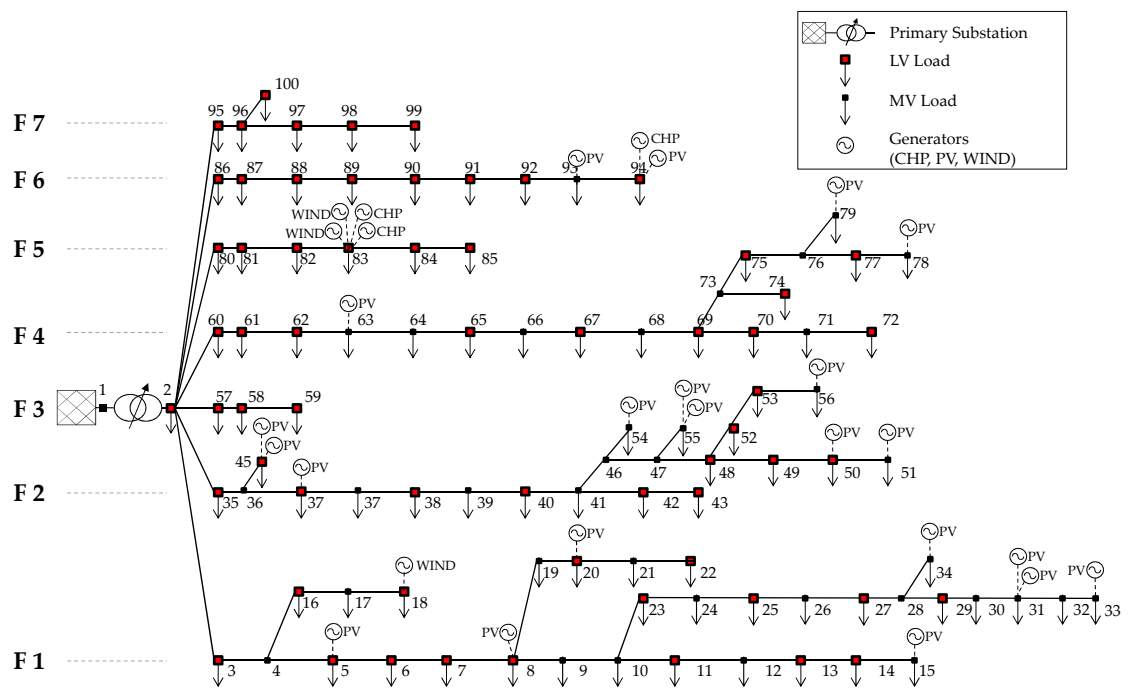 Primary Substation
LV Load
MV Load
Generators
(CHP, PV, WIND)
100
95 96 97 98 99
F 7
CHP
PV PV
86 87 88 89 90 91 92 93 94
F 6
PV
79
WIND CHP
WIND CHP
PV
F 5
80 81 82 83 84 85
75 76 77 78
73 74
PV
60 61 62 63 64 65 66 67 68 69 70 71 72
F 4
1 2
57 58 59
F 3
PV
53 56
PV PV
PV
54 55 52
PV PV
PV
PV
45
PV
46 47 48 49 50 51
F 2
35 36 37 37 38 39 40 41 42 43
PV
PV
19 20 21 22
34
WIND
PV
PV
PV
16 17 18
23 24 25 26 27 28 29 30 31 32 33
PV
PV
PV
F 1
3 4 5 6 7 8 9 10 11 12 13 14 15